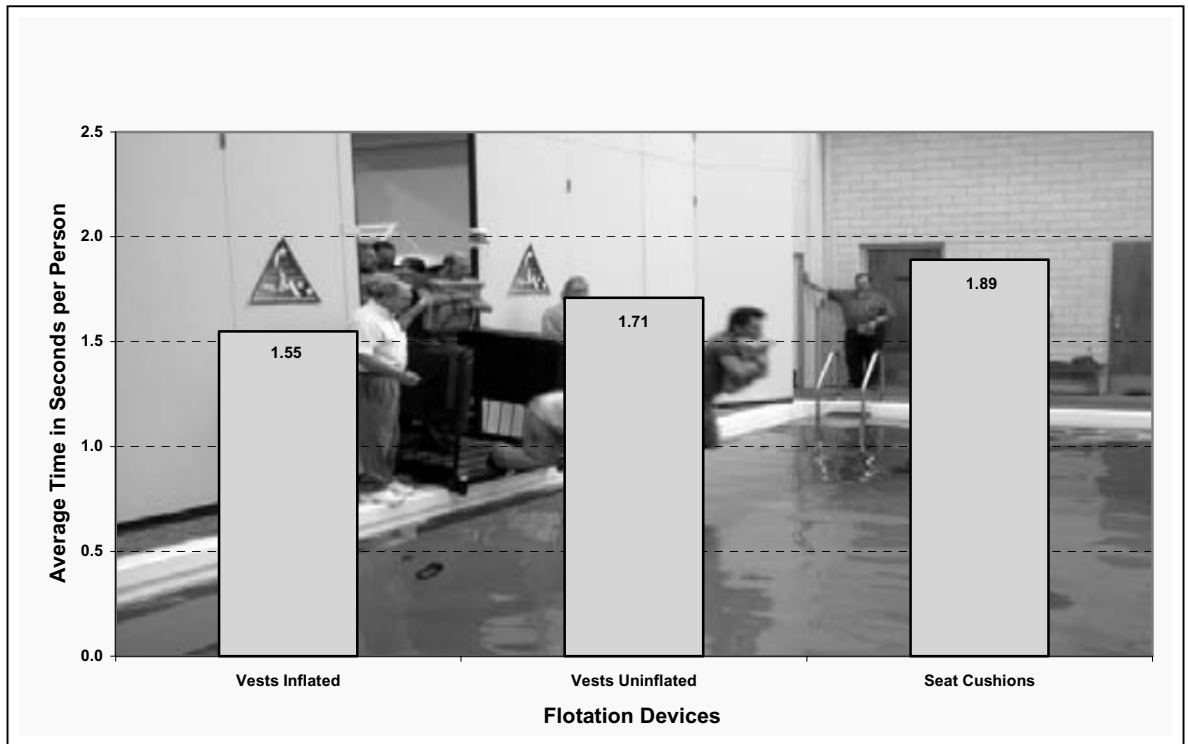 2.5
2.0
1.5
1.0
0.5
0.0
Average Time in Seconds per Person
1.55
1.71
1.89
Vests Inflated
Vests Uninflated
Seat Cushions
Flotation Devices